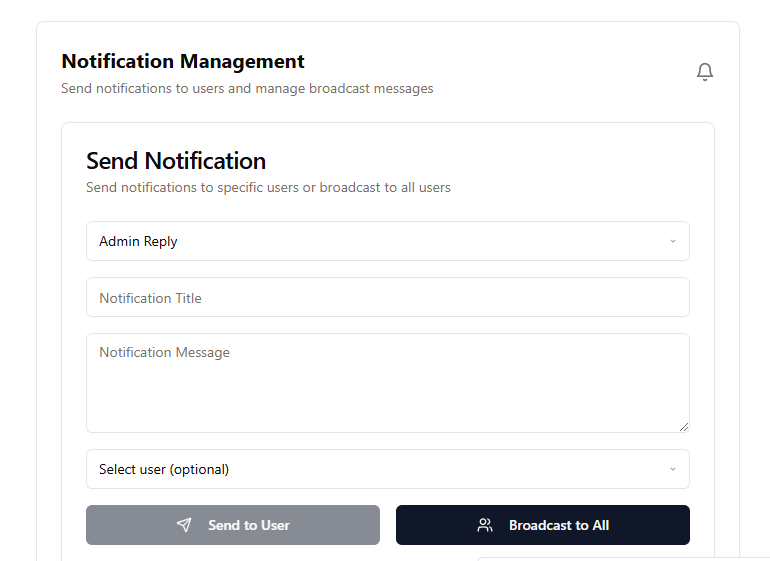 Notification Management
Send notifications to users and manage broadcast messages
Send Notification
Send notifications to specific users or broadcast to all users
Admin Reply
Notification Title
Notification Message
Select user (optional)
Send to User
Broadcast to All